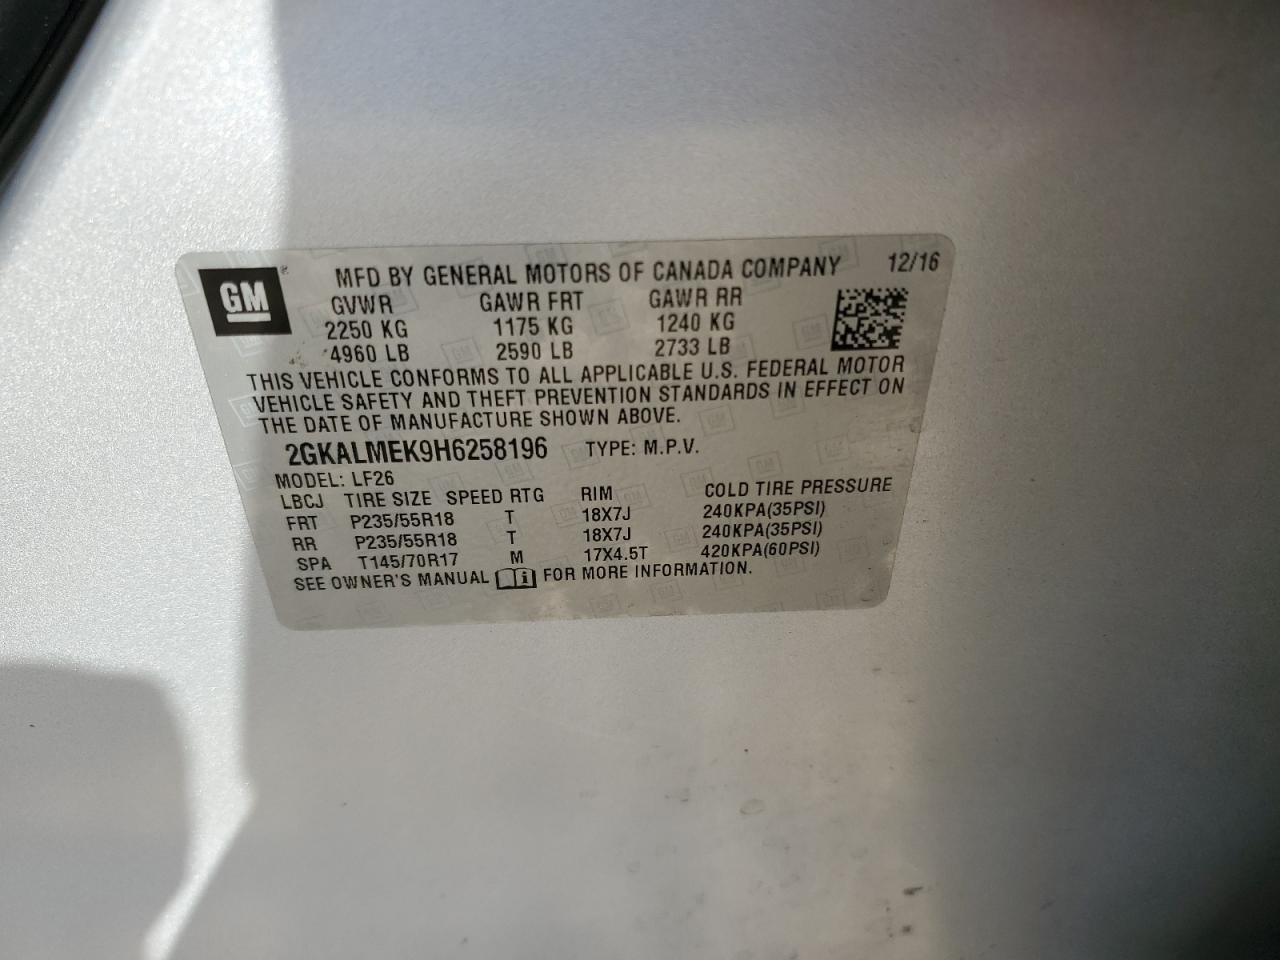 GM ® MFD BY GENERAL MOTORS OF CANADA COMPANY 12/16
GVWR GAWR FRT GAWR RR
2250 KG 1175 KG 1240 KG
4960 LB 2590 LB 2733 LB
THIS VEHICLE CONFORMS TO ALL APPLICABLE U.S. FEDERAL MOTOR
VEHICLE SAFETY AND THEFT PREVENTION STANDARDS IN EFFECT ON
THE DATE OF MANUFACTURE SHOWN ABOVE.
2GKALMEK9H6258196 TYPE: M.P.V.
MODEL: LF26
LBCJ TIRE SIZE SPEED RTG RIM COLD TIRE PRESSURE
FRT P235/55R18 T 18X7J 240KPA(35PSI)
RR P235/55R18 T 18X7J 240KPA(35PSI)
SPA T145/70R17 M 17X4.5T 420KPA(60PSI)
SEE OWNER'S MANUAL i FOR MORE INFORMATION.